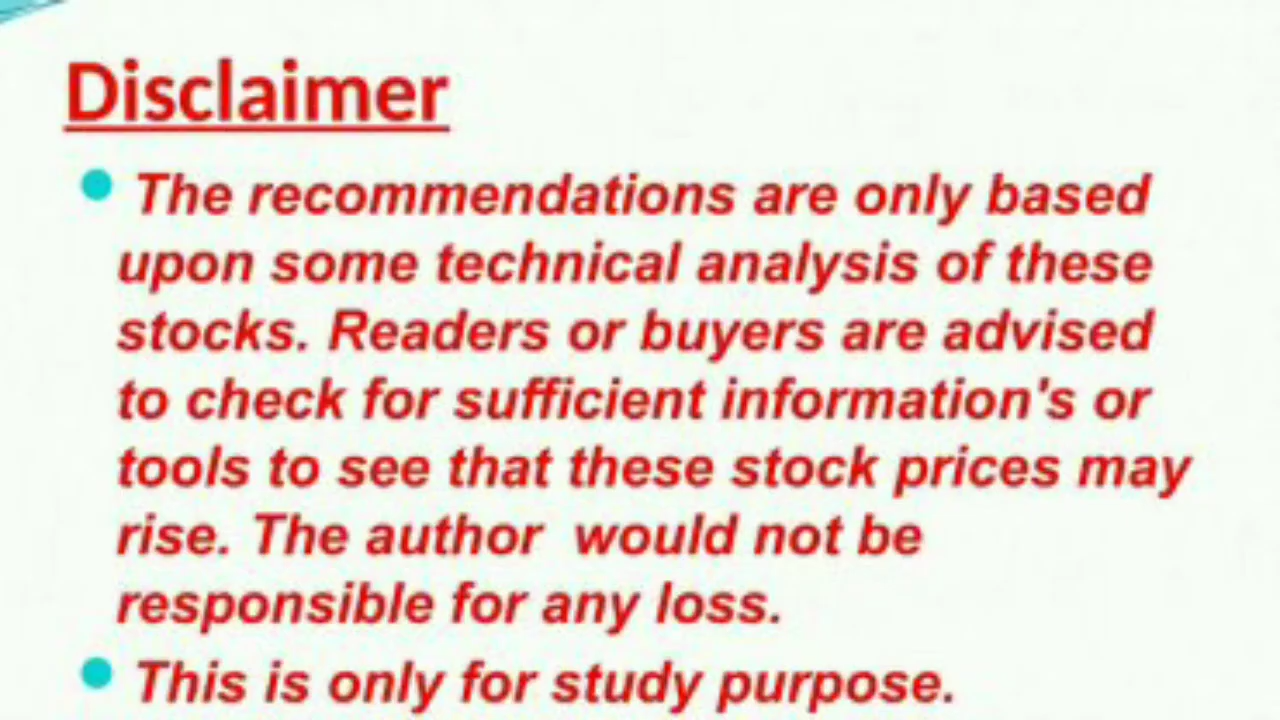 Disclaimer
The recommendations are only based
upon some technical analysis of these
stocks. Readers or buyers are advised
to check for sufficient information's or
tools to see that these stock prices may
rise. The author  would not be
responsible for any loss.
This is only for study purpose.